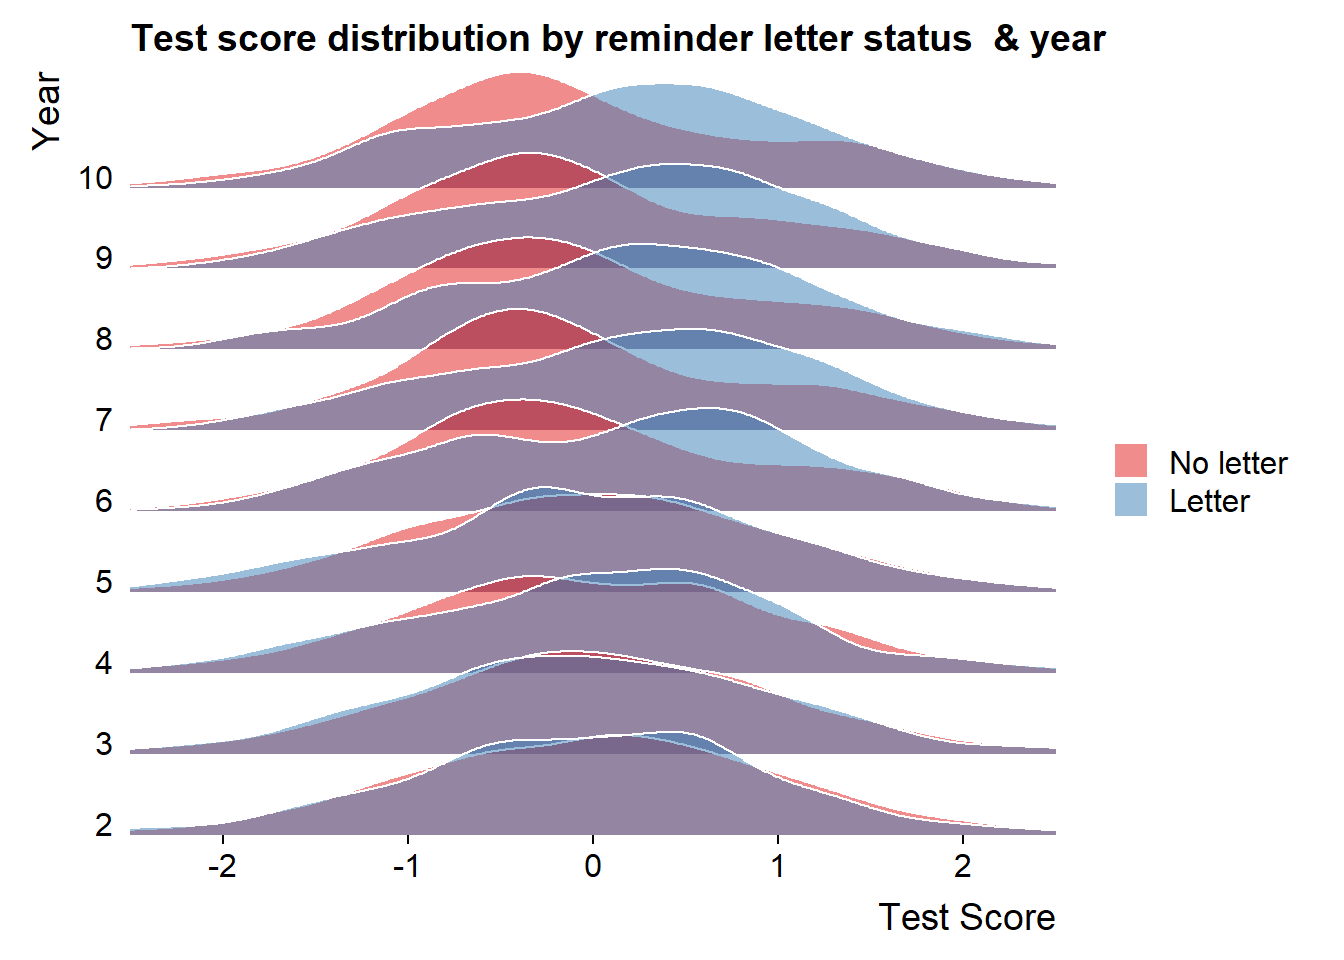 Test score distribution by reminder letter status  & year
Year
10
9
8
7
6
5
4
3
2
-2 -1 0 1 2
Test Score
No letter
Letter